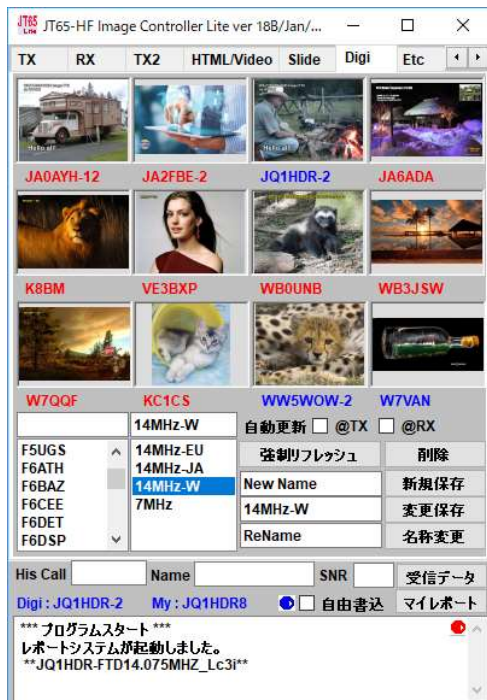 JT65-HF Image Controller Lite ver 18B/Jan/...
TX RX TX2 HTML/Video Slide Digi Etc
Hello all!
Hello all!
JA0AYH-12 JA2FBE-2 JQ1HDR-2 JA6ADA
K8BM VE3BXP WB0UNB WB3JSW
W7QQF KC1CS WW5WOW-2 W7VAN
14MHz-W 自動更新 @TX @RX
F5UGS 14MHz-EU 強制リフレッシュ 削除
F6ATH 14MHz-JA
F6BAZ 14MHz-W New Name 新規保存
F6CEE 7MHz 14MHz-W 変更保存
F6DET
F6DSP ReName 名称変更
His Call Name SNR 受信データ
Digi : JQ1HDR-2 My : JQ1HDR8 自由書込 マイレポート
*** プログラムスタート ***
レポートシステムが起動しました。
**JQ1HDR-FTD14.075MHZ_Lc3i**